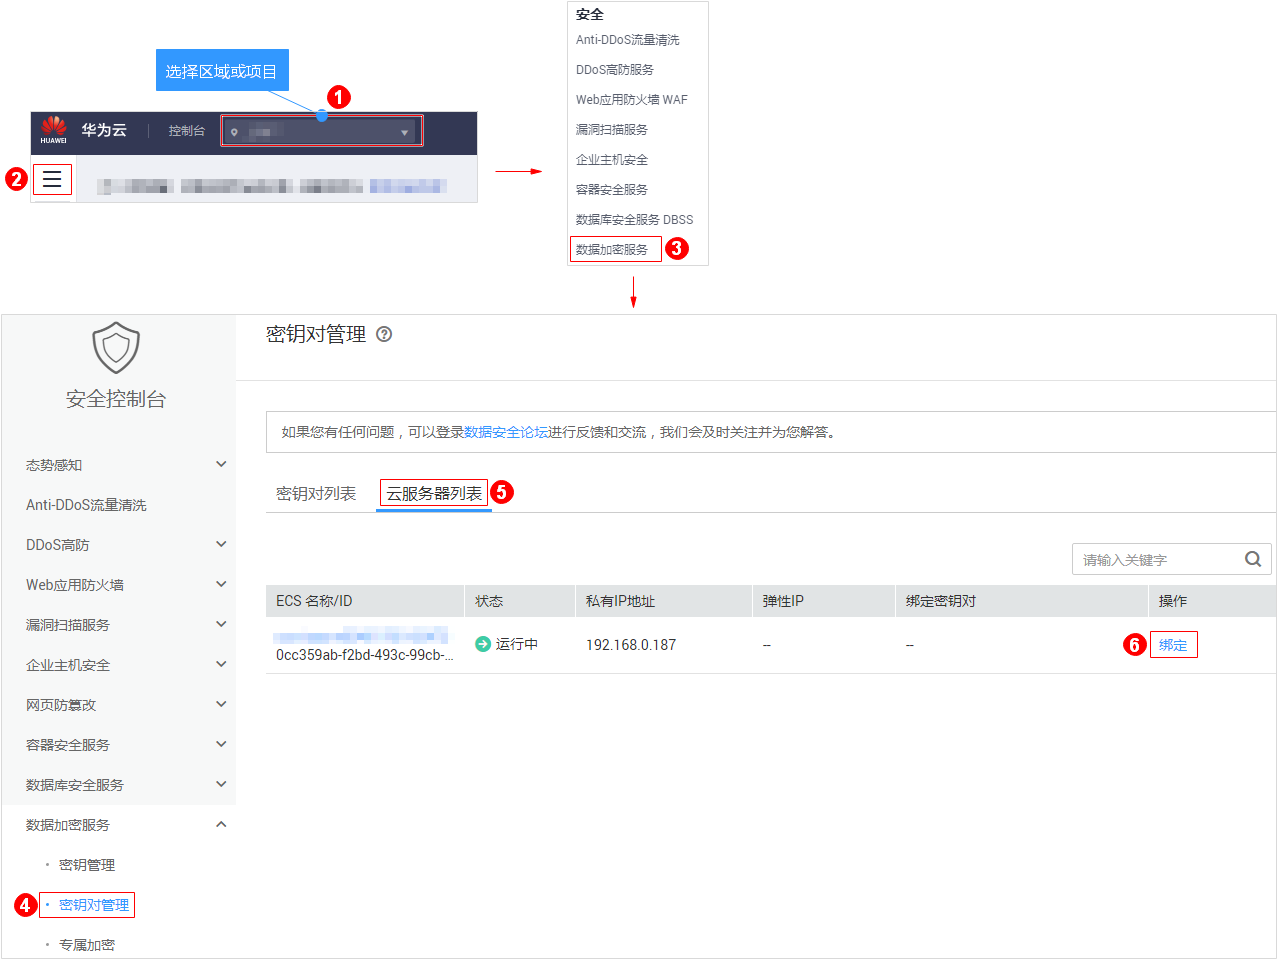 选择区域或项目
1
HUAWEI
华为云
控制台
2
安全
Anti-DDoS流量清洗
DDoS高防服务
Web应用防火墙 WAF
漏洞扫描服务
企业主机安全
容器安全服务
数据库安全服务 DBSS
数据加密服务
3
安全控制台
态势感知
Anti-DDoS流量清洗
DDoS高防
Web应用防火墙
漏洞扫描服务
企业主机安全
网页防篡改
容器安全服务
数据库安全服务
数据加密服务
密钥管理
4
密钥对管理
专属加密
密钥对管理 ?
如果您有任何问题，可以登录数据安全论坛进行反馈和交流，我们会及时关注并为您解答。
密钥对列表 云服务器列表 5
请输入关键字
ECS 名称/ID 状态 私有IP地址 弹性IP 绑定密钥对 操作
0cc359ab-f2bd-493c-99cb-... 运行中 192.168.0.187 -- -- 6 绑定